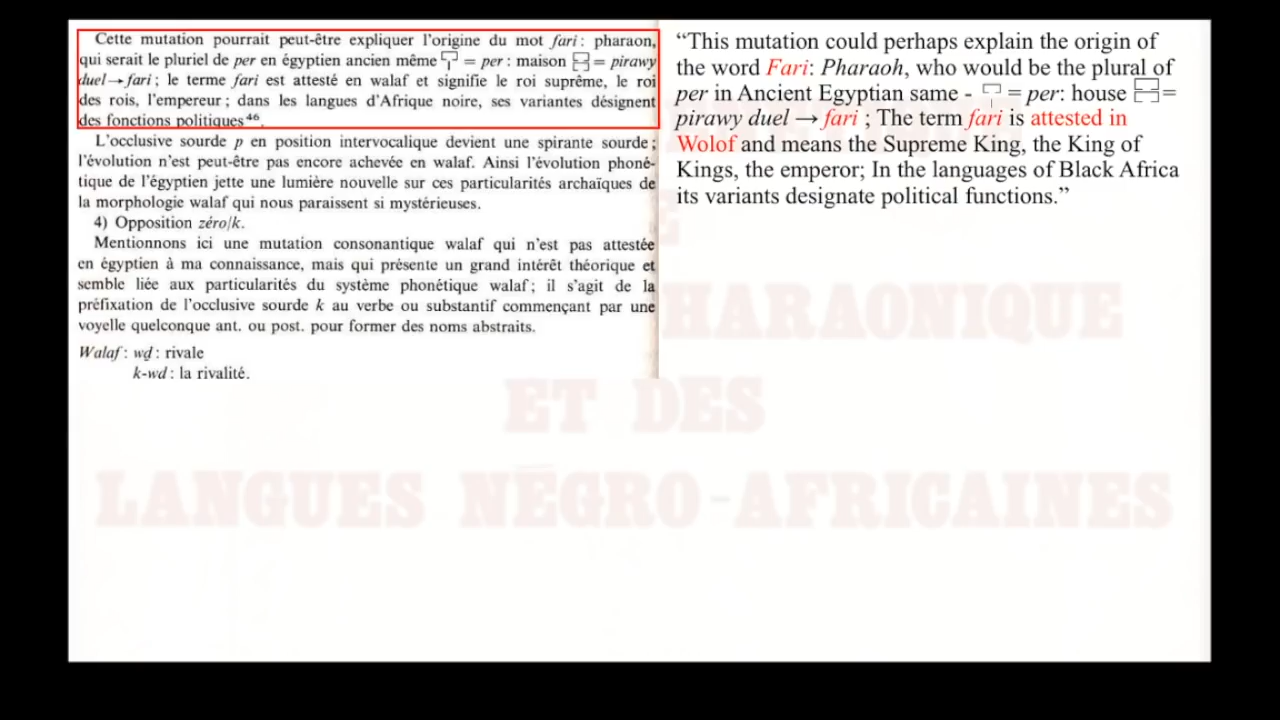 Cette mutation pourrait peut-être expliquer l'origine du mot fari : pharaon,
qui serait le pluriel de per en égyptien ancien même = per : maison = pirawy
duel → fari ; le terme fari est attesté en walaf et signifie le roi suprême, le roi
des rois, l'empereur ; dans les langues d'Afrique noire, ses variantes désignent
des fonctions politiques⁴⁶.
L'occlusive sourde p en position intervocalique devient une spirante sourde ;
l'évolution n'est peut-être pas encore achevée en walaf. Ainsi l'évolution phoné-
tique de l'égyptien jette une lumière nouvelle sur ces particularités archaïques de
la morphologie walaf qui nous paraissent si mystérieuses.
4) Opposition zéro/k.
Mentionnons ici une mutation consonantique walaf qui n'est pas attestée
en égyptien à ma connaissance, mais qui présente un grand intérêt théorique et
semble liée aux particularités du système phonétique walaf ; il s'agit de la
préfixation de l'occlusive sourde k au verbe ou substantif commençant par une
voyelle quelconque ant. ou post. pour former des noms abstraits.
Walaf : wḍ : rivale
k-wd : la rivalité.
“This mutation could perhaps explain the origin of
the word Fari: Pharaoh, who would be the plural of
per in Ancient Egyptian same - = per: house =
pirawy duel → fari ; The term fari is attested in
Wolof and means the Supreme King, the King of
Kings, the emperor; In the languages of Black Africa
its variants designate political functions.”
HARAONIQUE
ET DES
LANGUES NÉGRO-AFRICAINES